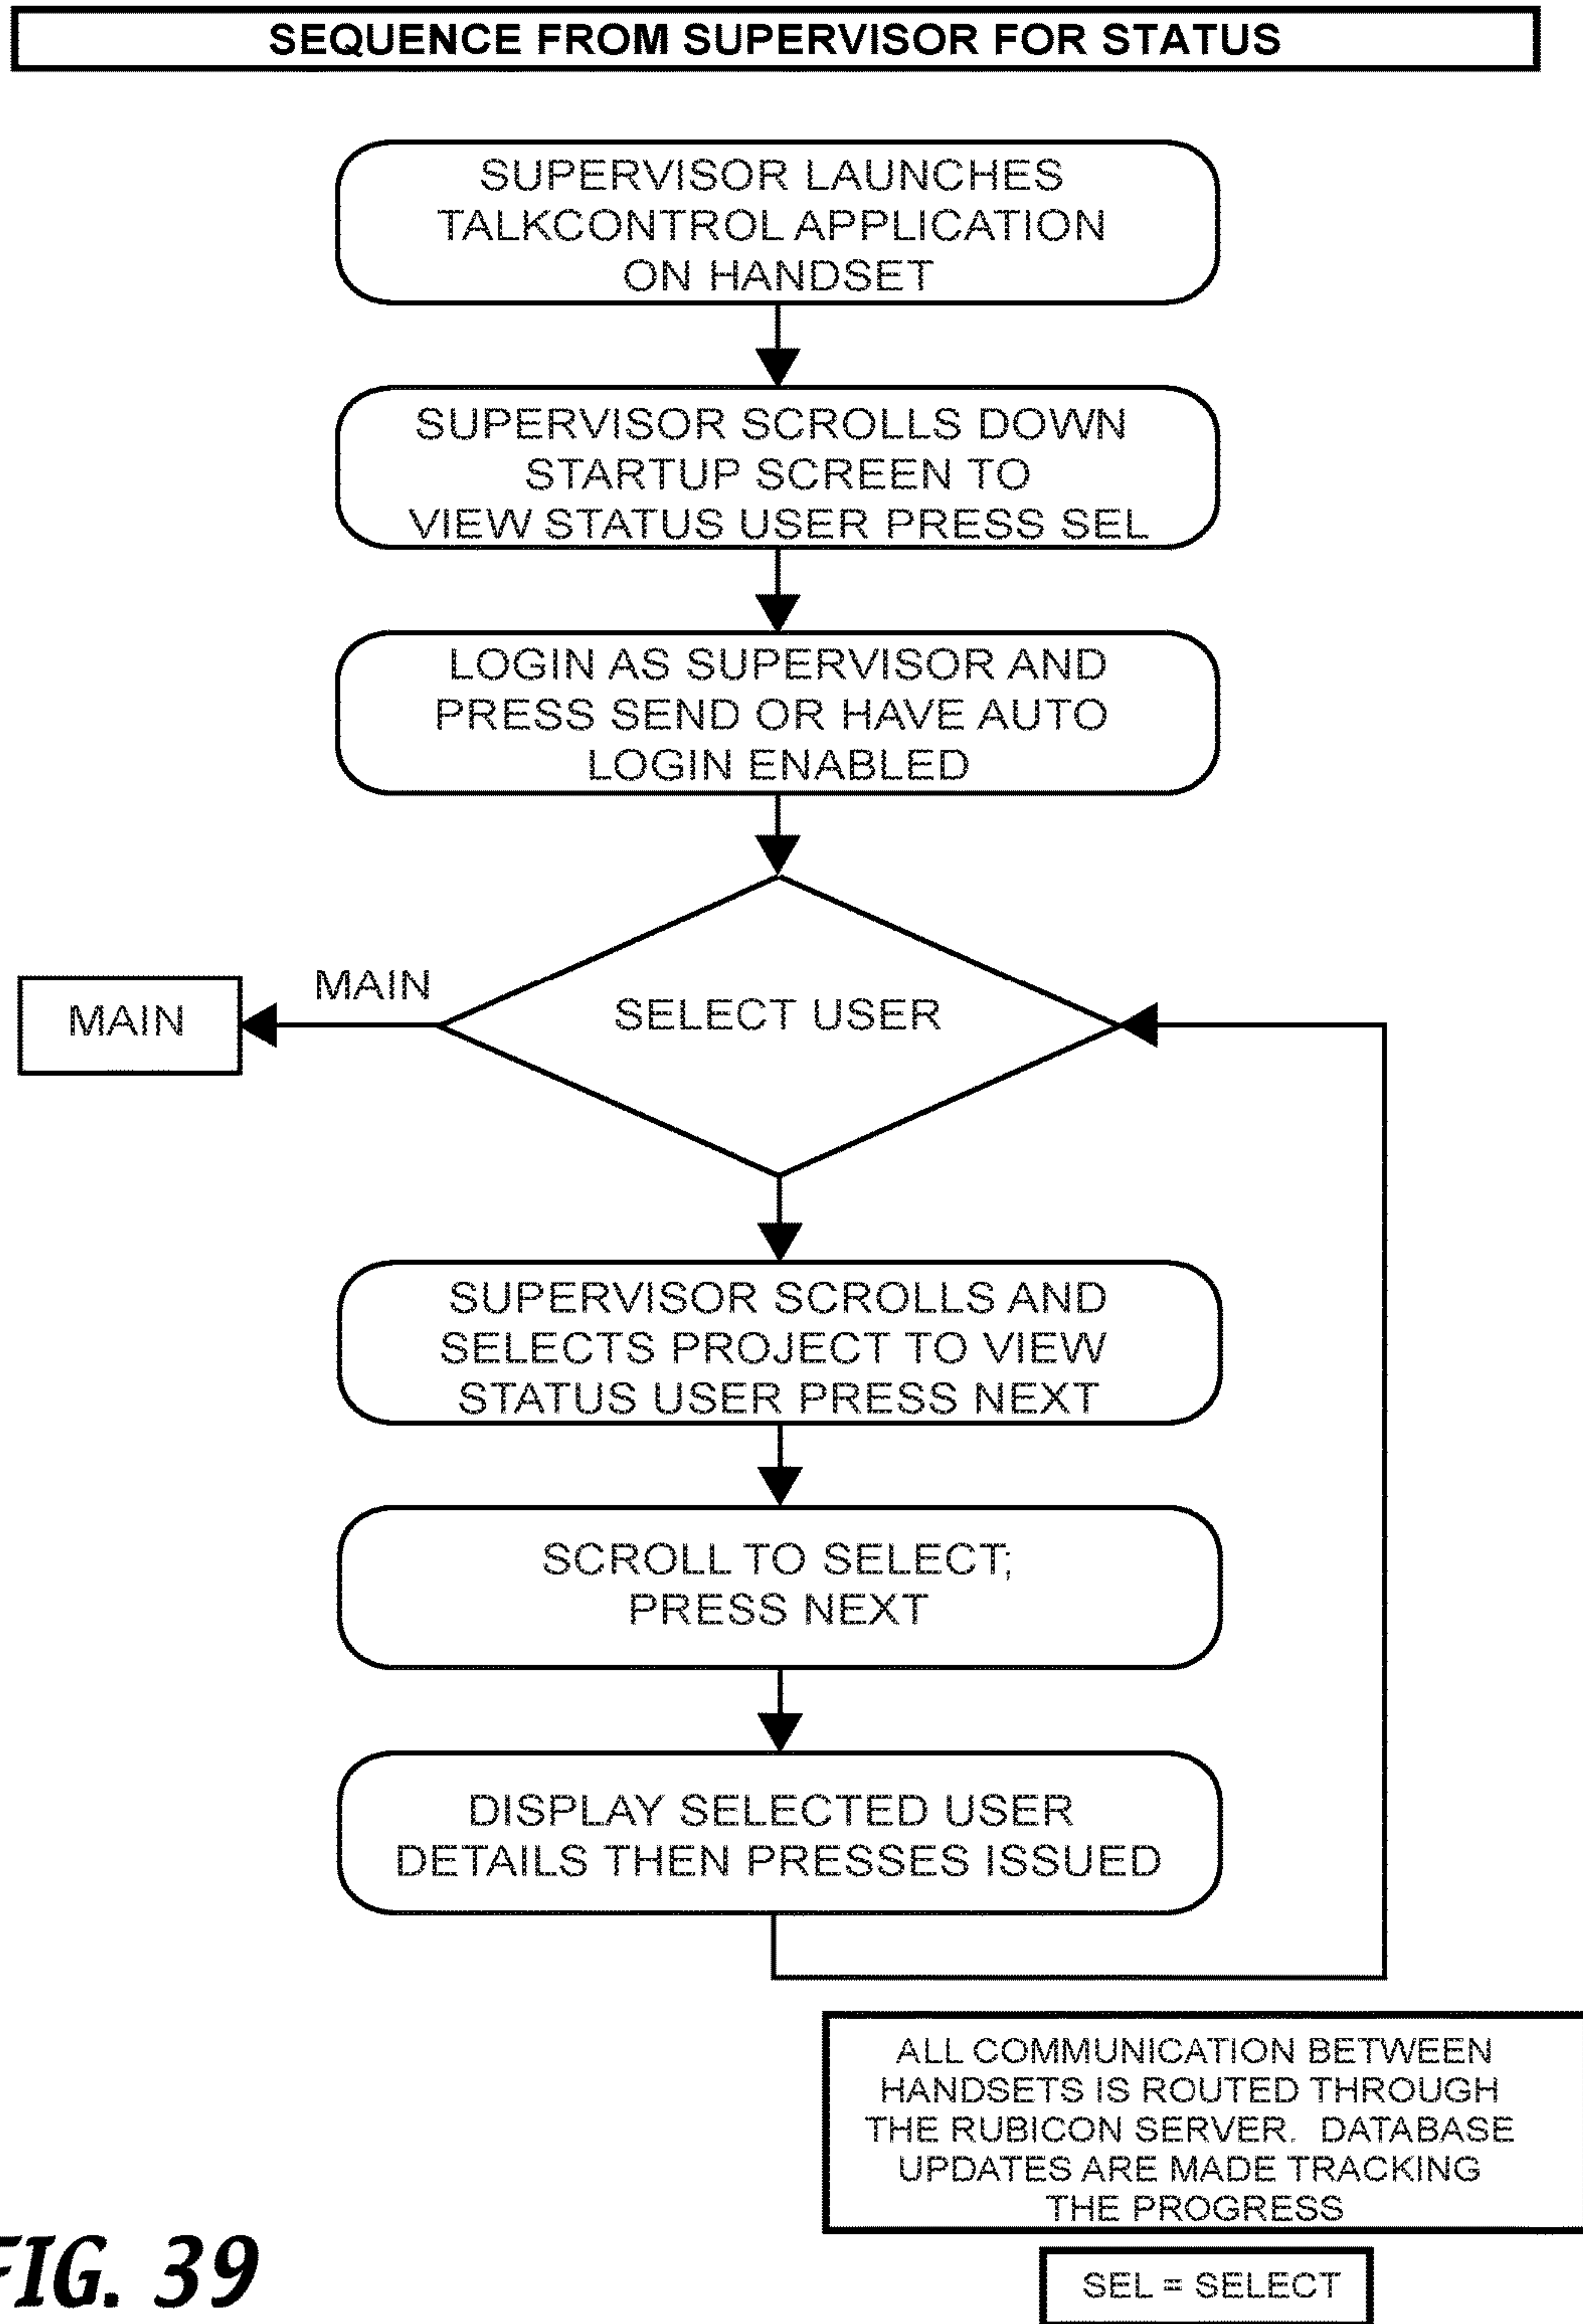 SEQUENCE FROM SUPERVISOR FOR STATUS
SUPERVISOR LAUNCHES
TALKCONTROL APPLICATION
ON HANDSET
SUPERVISOR SCROLLS DOWN
STARTUP SCREEN TO
VIEW STATUS USER PRESS SEL
LOGIN AS SUPERVISOR AND
PRESS SEND OR HAVE AUTO
LOGIN ENABLED
MAIN
MAIN
SELECT USER
SUPERVISOR SCROLLS AND
SELECTS PROJECT TO VIEW
STATUS USER PRESS NEXT
SCROLL TO SELECT;
PRESS NEXT
DISPLAY SELECTED USER
DETAILS THEN PRESSES ISSUED
ALL COMMUNICATION BETWEEN
HANDSETS IS ROUTED THROUGH
THE RUBICON SERVER. DATABASE
UPDATES ARE MADE TRACKING
THE PROGRESS
SEL = SELECT
FIG. 39